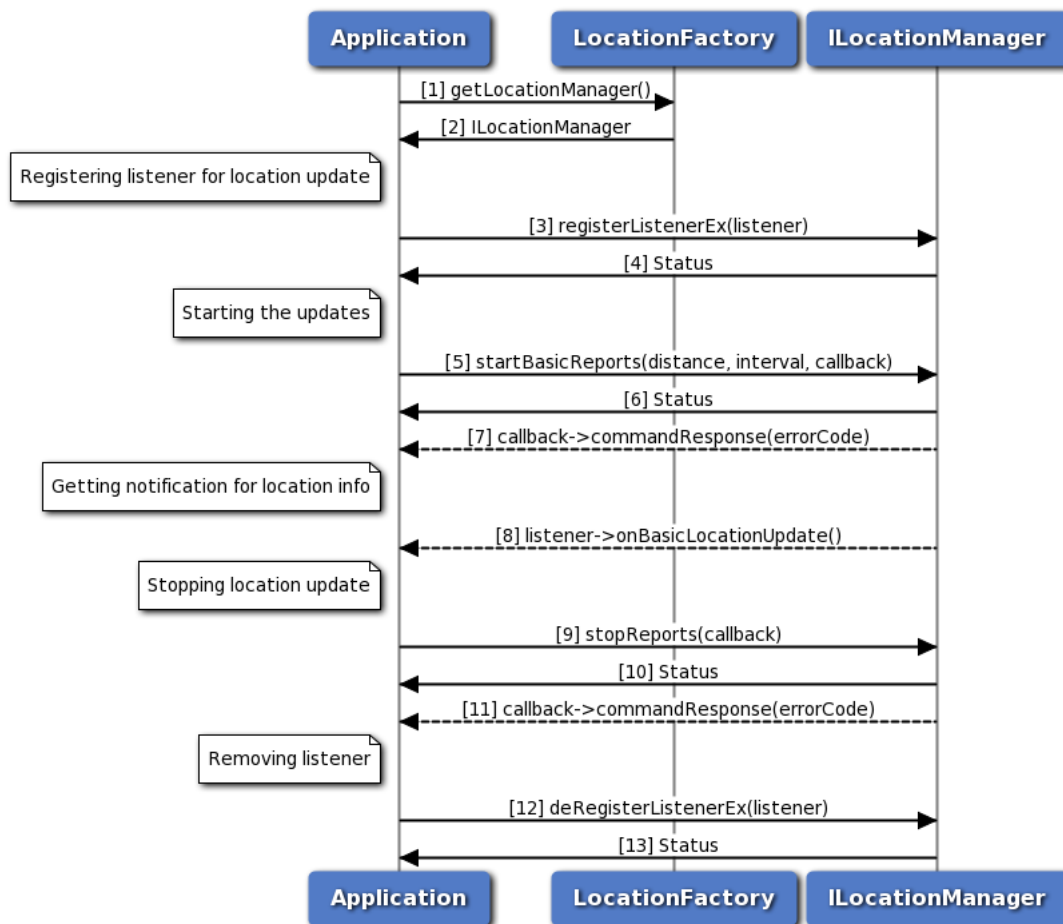 Application
LocationFactory
ILocationManager
[1] getLocationManager()
[2] ILocationManager
Registering listener for location update
[3] registerListenerEx(listener)
[4] Status
Starting the updates
[5] startBasicReports(distance, interval, callback)
[6] Status
[7] callback->commandResponse(errorCode)
Getting notification for location info
[8] listener->onBasicLocationUpdate()
Stopping location update
[9] stopReports(callback)
[10] Status
[11] callback->commandResponse(errorCode)
Removing listener
[12] deRegisterListenerEx(listener)
[13] Status
Application
LocationFactory
ILocationManager